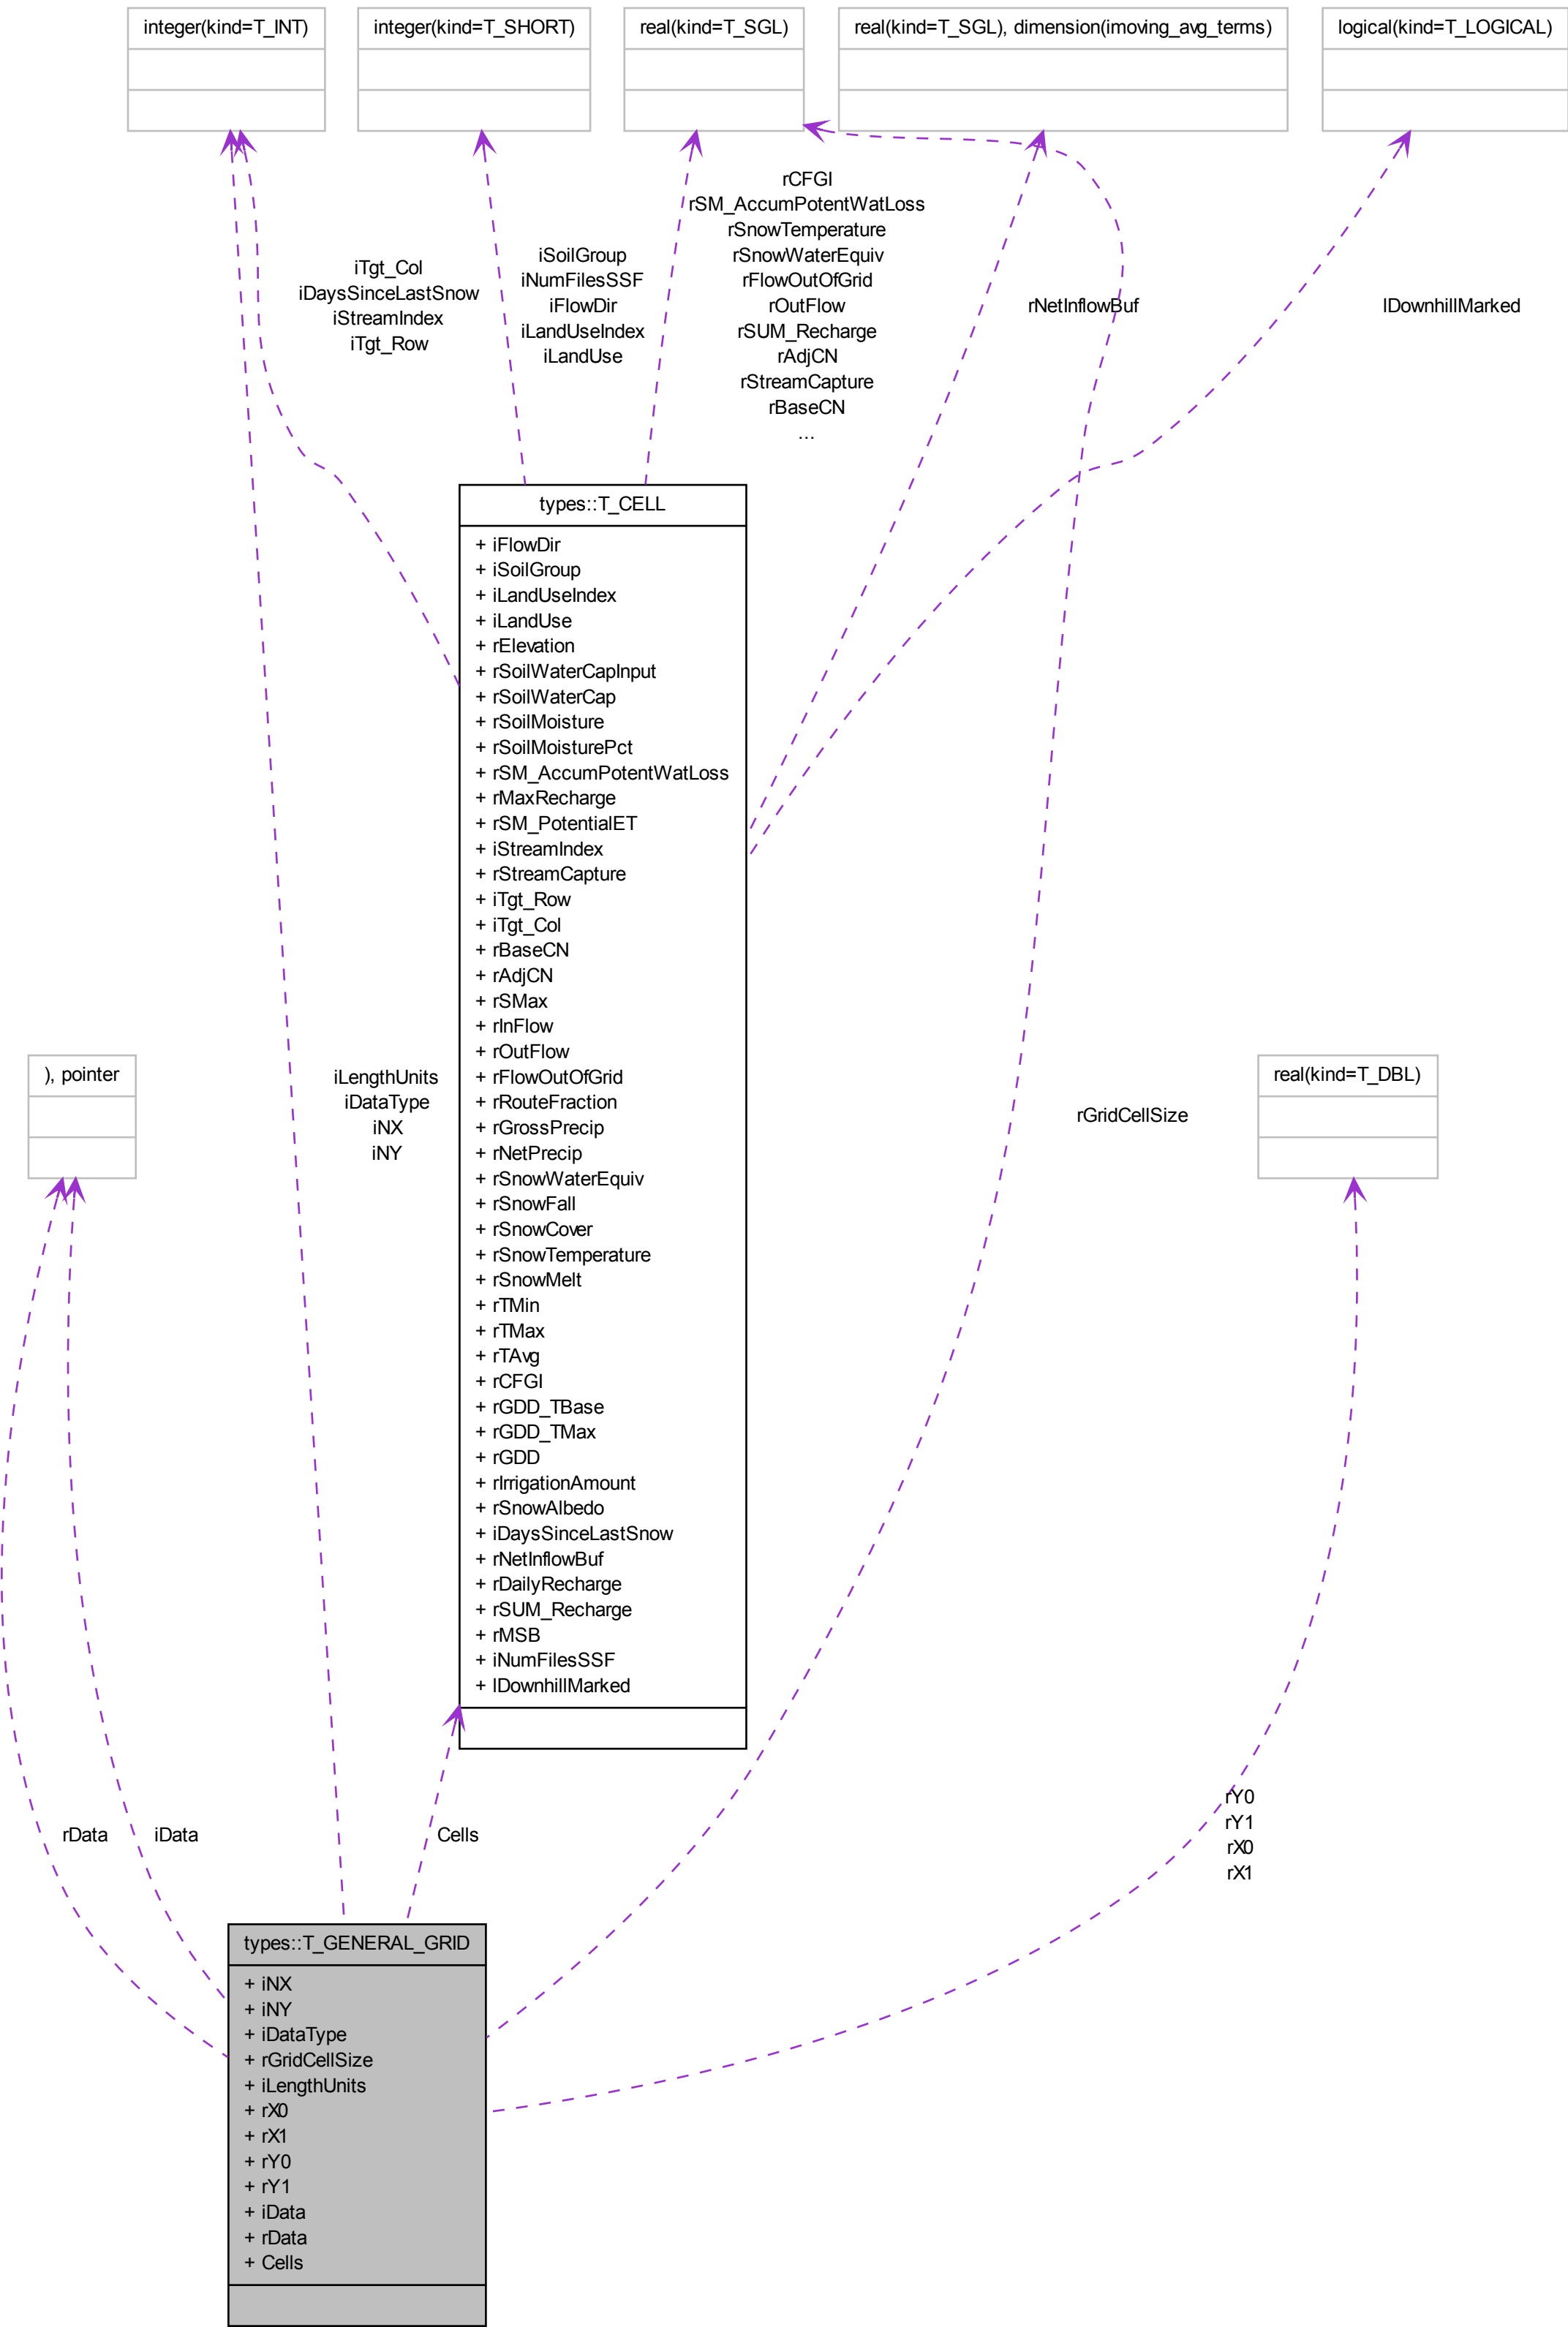 integer(kind=T_INT)
integer(kind=T_SHORT)
real(kind=T_SGL)
real(kind=T_SGL), dimension(imoving_avg_terms)
logical(kind=T_LOGICAL)
iTgt_Col
iDaysSinceLastSnow
iStreamIndex
iTgt_Row
iSoilGroup
iNumFilesSSF
iFlowDir
iLandUseIndex
iLandUse
rCFGI
rSM_AccumPotentWatLoss
rSnowTemperature
rSnowWaterEquiv
rFlowOutOfGrid
rOutFlow
rSUM_Recharge
rAdjCN
rStreamCapture
rBaseCN
...
rNetInflowBuf
lDownhillMarked
types::T_CELL
+ iFlowDir
+ iSoilGroup
+ iLandUseIndex
+ iLandUse
+ rElevation
+ rSoilWaterCapInput
+ rSoilWaterCap
+ rSoilMoisture
+ rSoilMoisturePct
+ rSM_AccumPotentWatLoss
+ rMaxRecharge
+ rSM_PotentialET
+ iStreamIndex
+ rStreamCapture
+ iTgt_Row
+ iTgt_Col
+ rBaseCN
+ rAdjCN
+ rSMax
+ rInFlow
+ rOutFlow
+ rFlowOutOfGrid
+ rRouteFraction
+ rGrossPrecip
+ rNetPrecip
+ rSnowWaterEquiv
+ rSnowFall
+ rSnowCover
+ rSnowTemperature
+ rSnowMelt
+ rTMin
+ rTMax
+ rTAvg
+ rCFGI
+ rGDD_TBase
+ rGDD_TMax
+ rGDD
+ rIrrigationAmount
+ rSnowAlbedo
+ iDaysSinceLastSnow
+ rNetInflowBuf
+ rDailyRecharge
+ rSUM_Recharge
+ rMSB
+ iNumFilesSSF
+ lDownhillMarked
), pointer
iLengthUnits
iDataType
iNX
iNY
rGridCellSize
real(kind=T_DBL)
rData
iData
Cells
rY0
rY1
rX0
rX1
types::T_GENERAL_GRID
+ iNX
+ iNY
+ iDataType
+ rGridCellSize
+ iLengthUnits
+ rX0
+ rX1
+ rY0
+ rY1
+ iData
+ rData
+ Cells